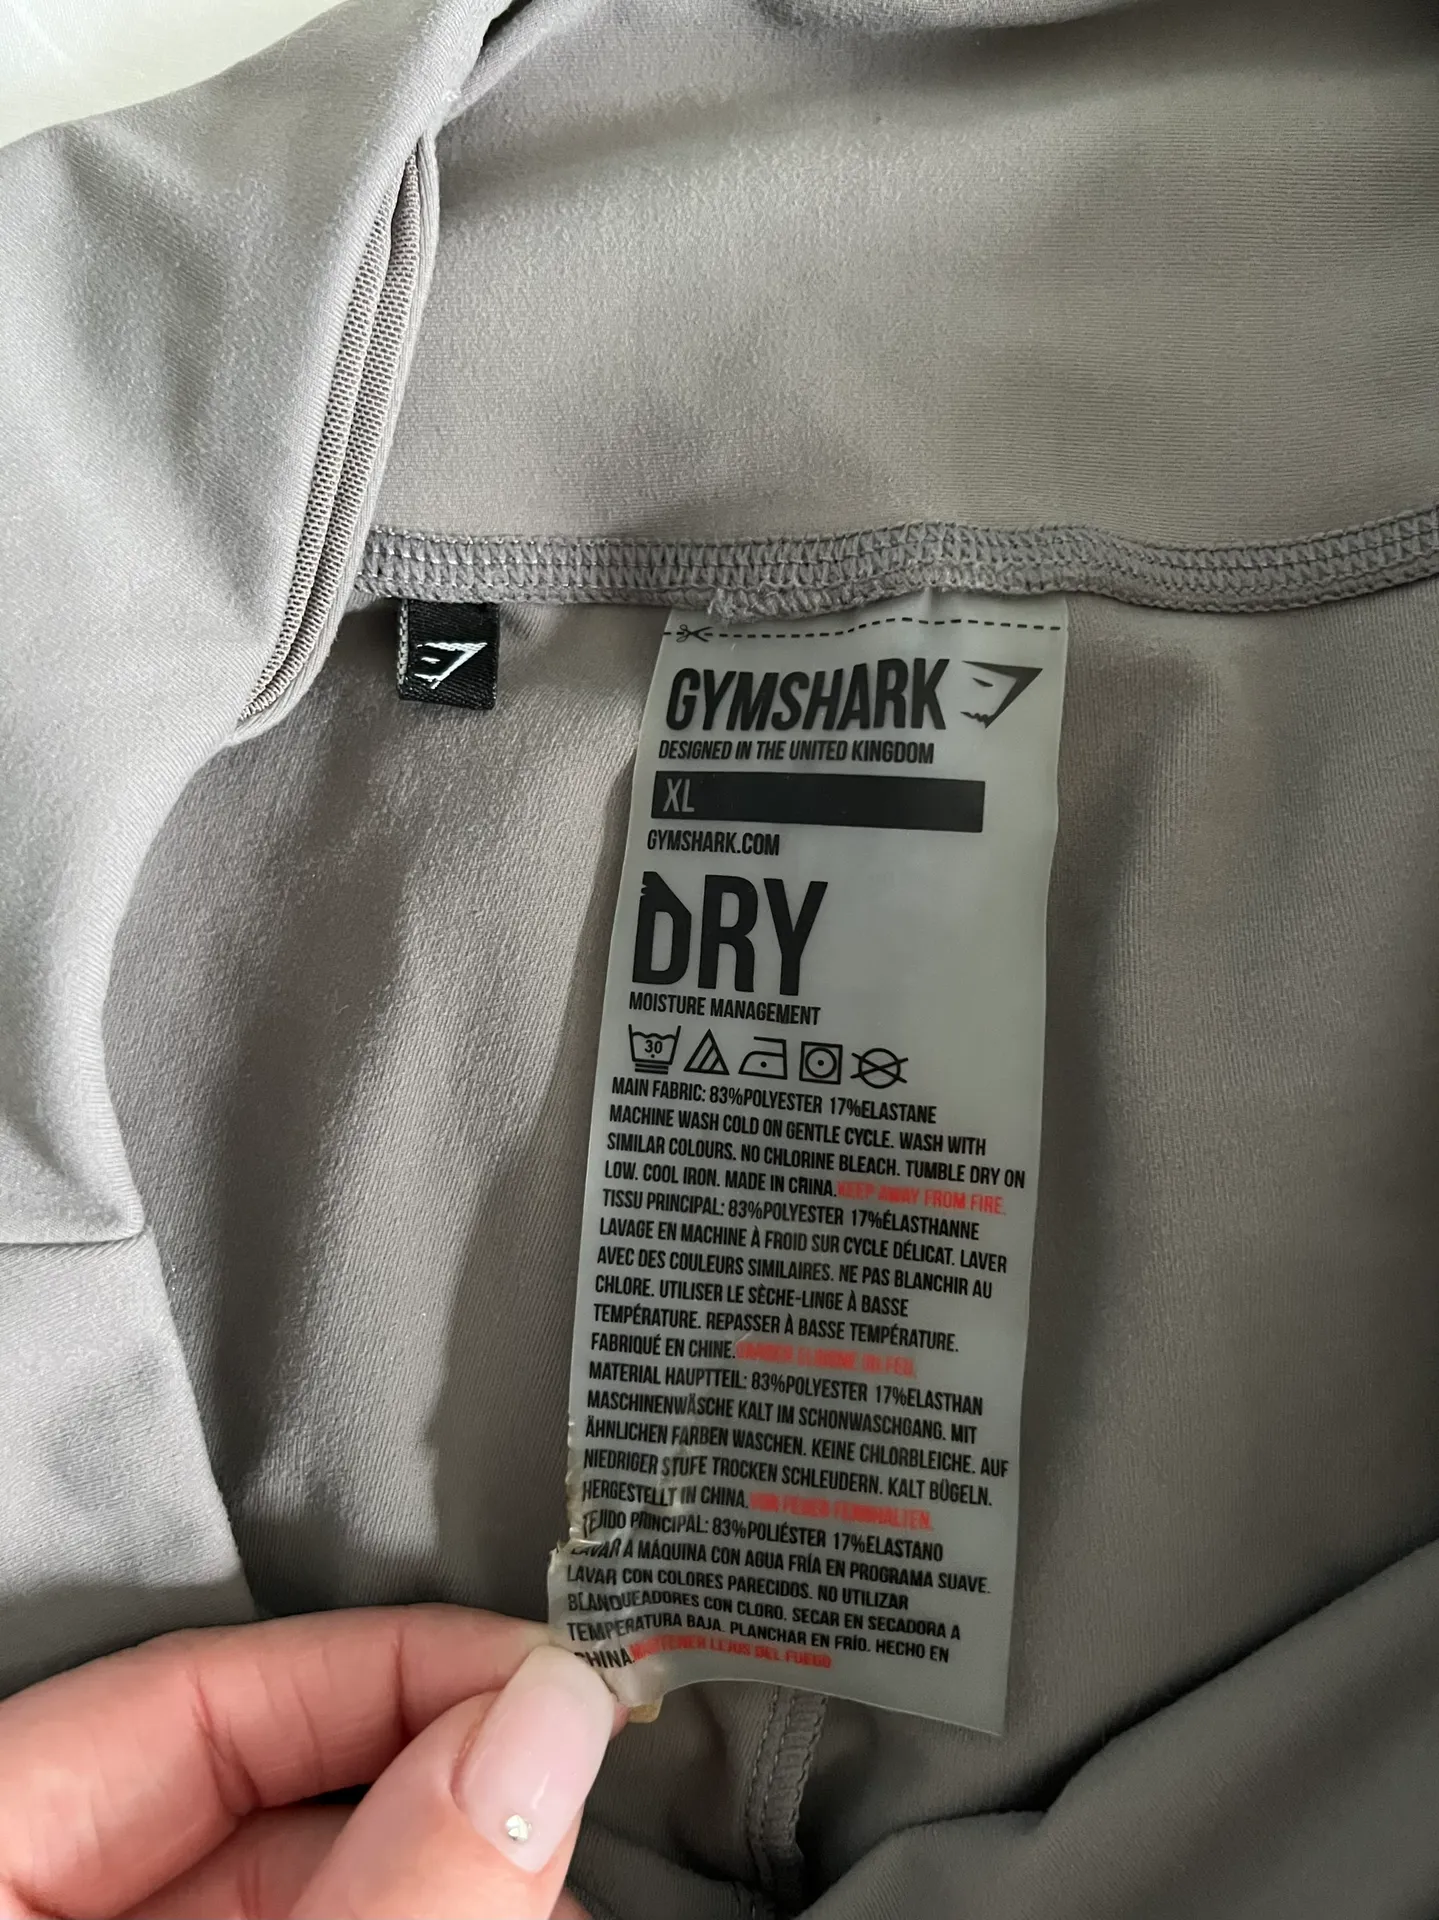 GYMSHARK
DESIGNED IN THE UNITED KINGDOM
XL
GYMSHARK.COM
DRY
MOISTURE MANAGEMENT
30
MAIN FABRIC: 83%POLYESTER 17%ELASTANE
MACHINE WASH COLD ON GENTLE CYCLE. WASH WITH
SIMILAR COLOURS. NO CHLORINE BLEACH. TUMBLE DRY ON
LOW. COOL IRON. MADE IN CHINA.KEEP AWAY FROM FIRE.
TISSU PRINCIPAL: 83%POLYESTER 17%ÉLASTHANNE
LAVAGE EN MACHINE À FROID SUR CYCLE DÉLICAT. LAVER
AVEC DES COULEURS SIMILAIRES. NE PAS BLANCHIR AU
CHLORE. UTILISER LE SÈCHE-LINGE À BASSE
TEMPÉRATURE. REPASSER À BASSE TEMPÉRATURE.
FABRIQUÉ EN CHINE.
MATERIAL HAUPTTEIL: 83%POLYESTER 17%ELASTHAN
MASCHINENWÄSCHE KALT IM SCHONWASCHGANG. MIT
ÄHNLICHEN FARBEN WASCHEN. KEINE CHLORBLEICHE. AUF
NIEDRIGER STUFE TROCKEN SCHLEUDERN. KALT BÜGELN.
HERGESTELLT IN CHINA.VON FEUER FERNHALTEN.
TEJIDO PRINCIPAL: 83%POLIÉSTER 17%ELASTANO
LAVAR A MÁQUINA CON AGUA FRÍA EN PROGRAMA SUAVE.
LAVAR CON COLORES PARECIDOS. NO UTILIZAR
BLANQUEADORES CON CLORO. SECAR EN SECADORA A
TEMPERATURA BAJA. PLANCHAR EN FRÍO. HECHO EN
CHINA.MANTENER LEJOS DEL FUEGO